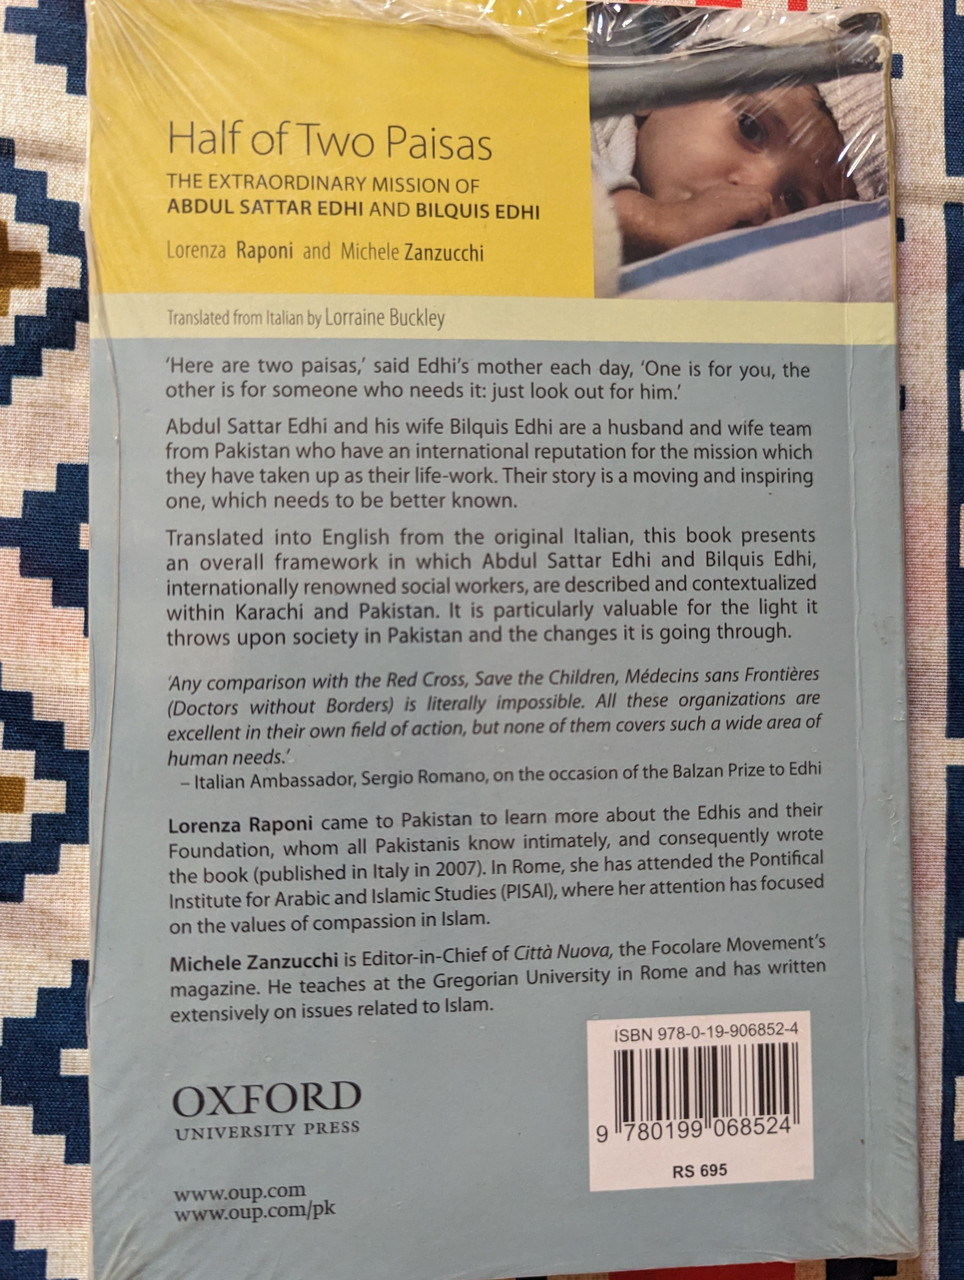 Half of Two Paisas
THE EXTRAORDINARY MISSION OF
ABDUL SATTAR EDHI AND BILQUIS EDHI
Lorenza Raponi and Michele Zanzucchi
Translated from Italian by Lorraine Buckley
‘Here are two paisas,’ said Edhi’s mother each day, ‘One is for you, the
other is for someone who needs it: just look out for him.’
Abdul Sattar Edhi and his wife Bilquis Edhi are a husband and wife team
from Pakistan who have an international reputation for the mission which
they have taken up as their life-work. Their story is a moving and inspiring
one, which needs to be better known.
Translated into English from the original Italian, this book presents
an overall framework in which Abdul Sattar Edhi and Bilquis Edhi,
internationally renowned social workers, are described and contextualized
within Karachi and Pakistan. It is particularly valuable for the light it
throws upon society in Pakistan and the changes it is going through.
‘Any comparison with the Red Cross, Save the Children, Médecins sans Frontières
(Doctors without Borders) is literally impossible. All these organizations are
excellent in their own field of action, but none of them covers such a wide area of
human needs.’
– Italian Ambassador, Sergio Romano, on the occasion of the Balzan Prize to Edhi
Lorenza Raponi came to Pakistan to learn more about the Edhis and their
Foundation, whom all Pakistanis know intimately, and consequently wrote
the book (published in Italy in 2007). In Rome, she has attended the Pontifical
Institute for Arabic and Islamic Studies (PISAI), where her attention has focused
on the values of compassion in Islam.
Michele Zanzucchi is Editor-in-Chief of Città Nuova, the Focolare Movement’s
magazine. He teaches at the Gregorian University in Rome and has written
extensively on issues related to Islam.
ISBN 978-0-19-906852-4
9 780199 068524
RS 695
OXFORD
UNIVERSITY PRESS
www.oup.com
www.oup.com/pk